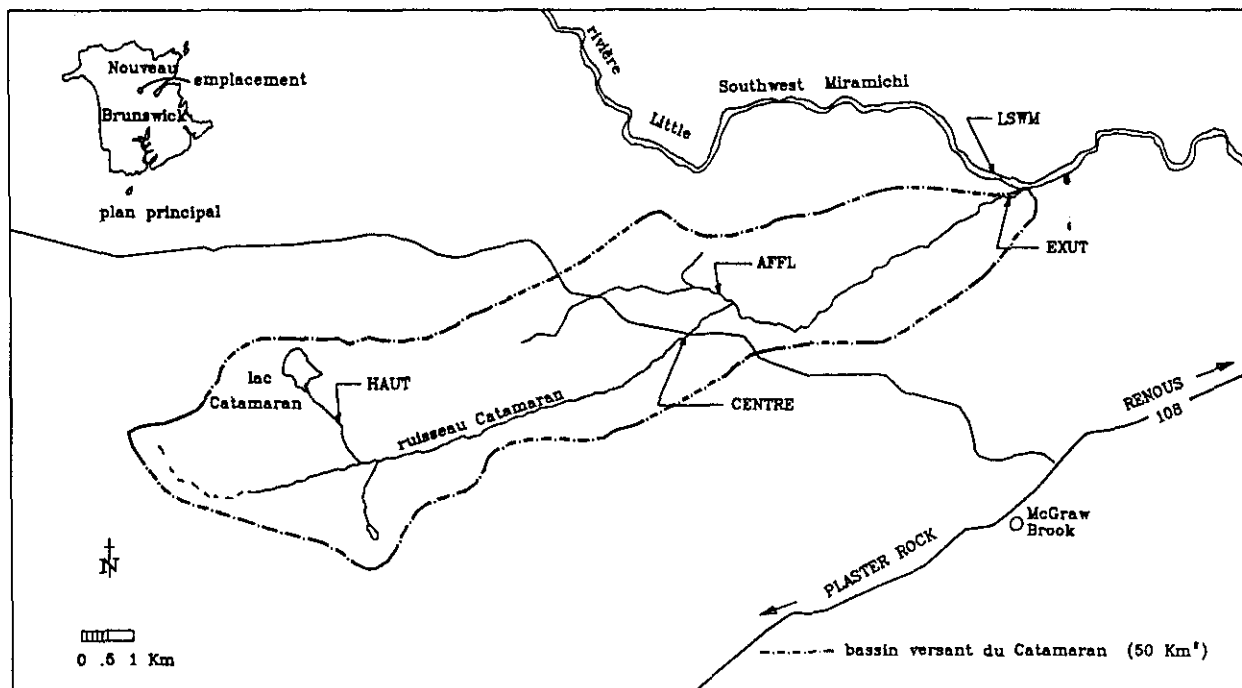 Nouveau
Brunswick
emplacement
plan principal
rivière
Little
Southwest Miramichi
LSWM
EXUT
AFFL
lac
Catamaran
HAUT
ruisseau Catamaran
CENTRE
RENOUS
108
McGraw
Brook
PLASTER ROCK
N
0 .5 1 Km
bassin versant du Catamaran (50 Km²)